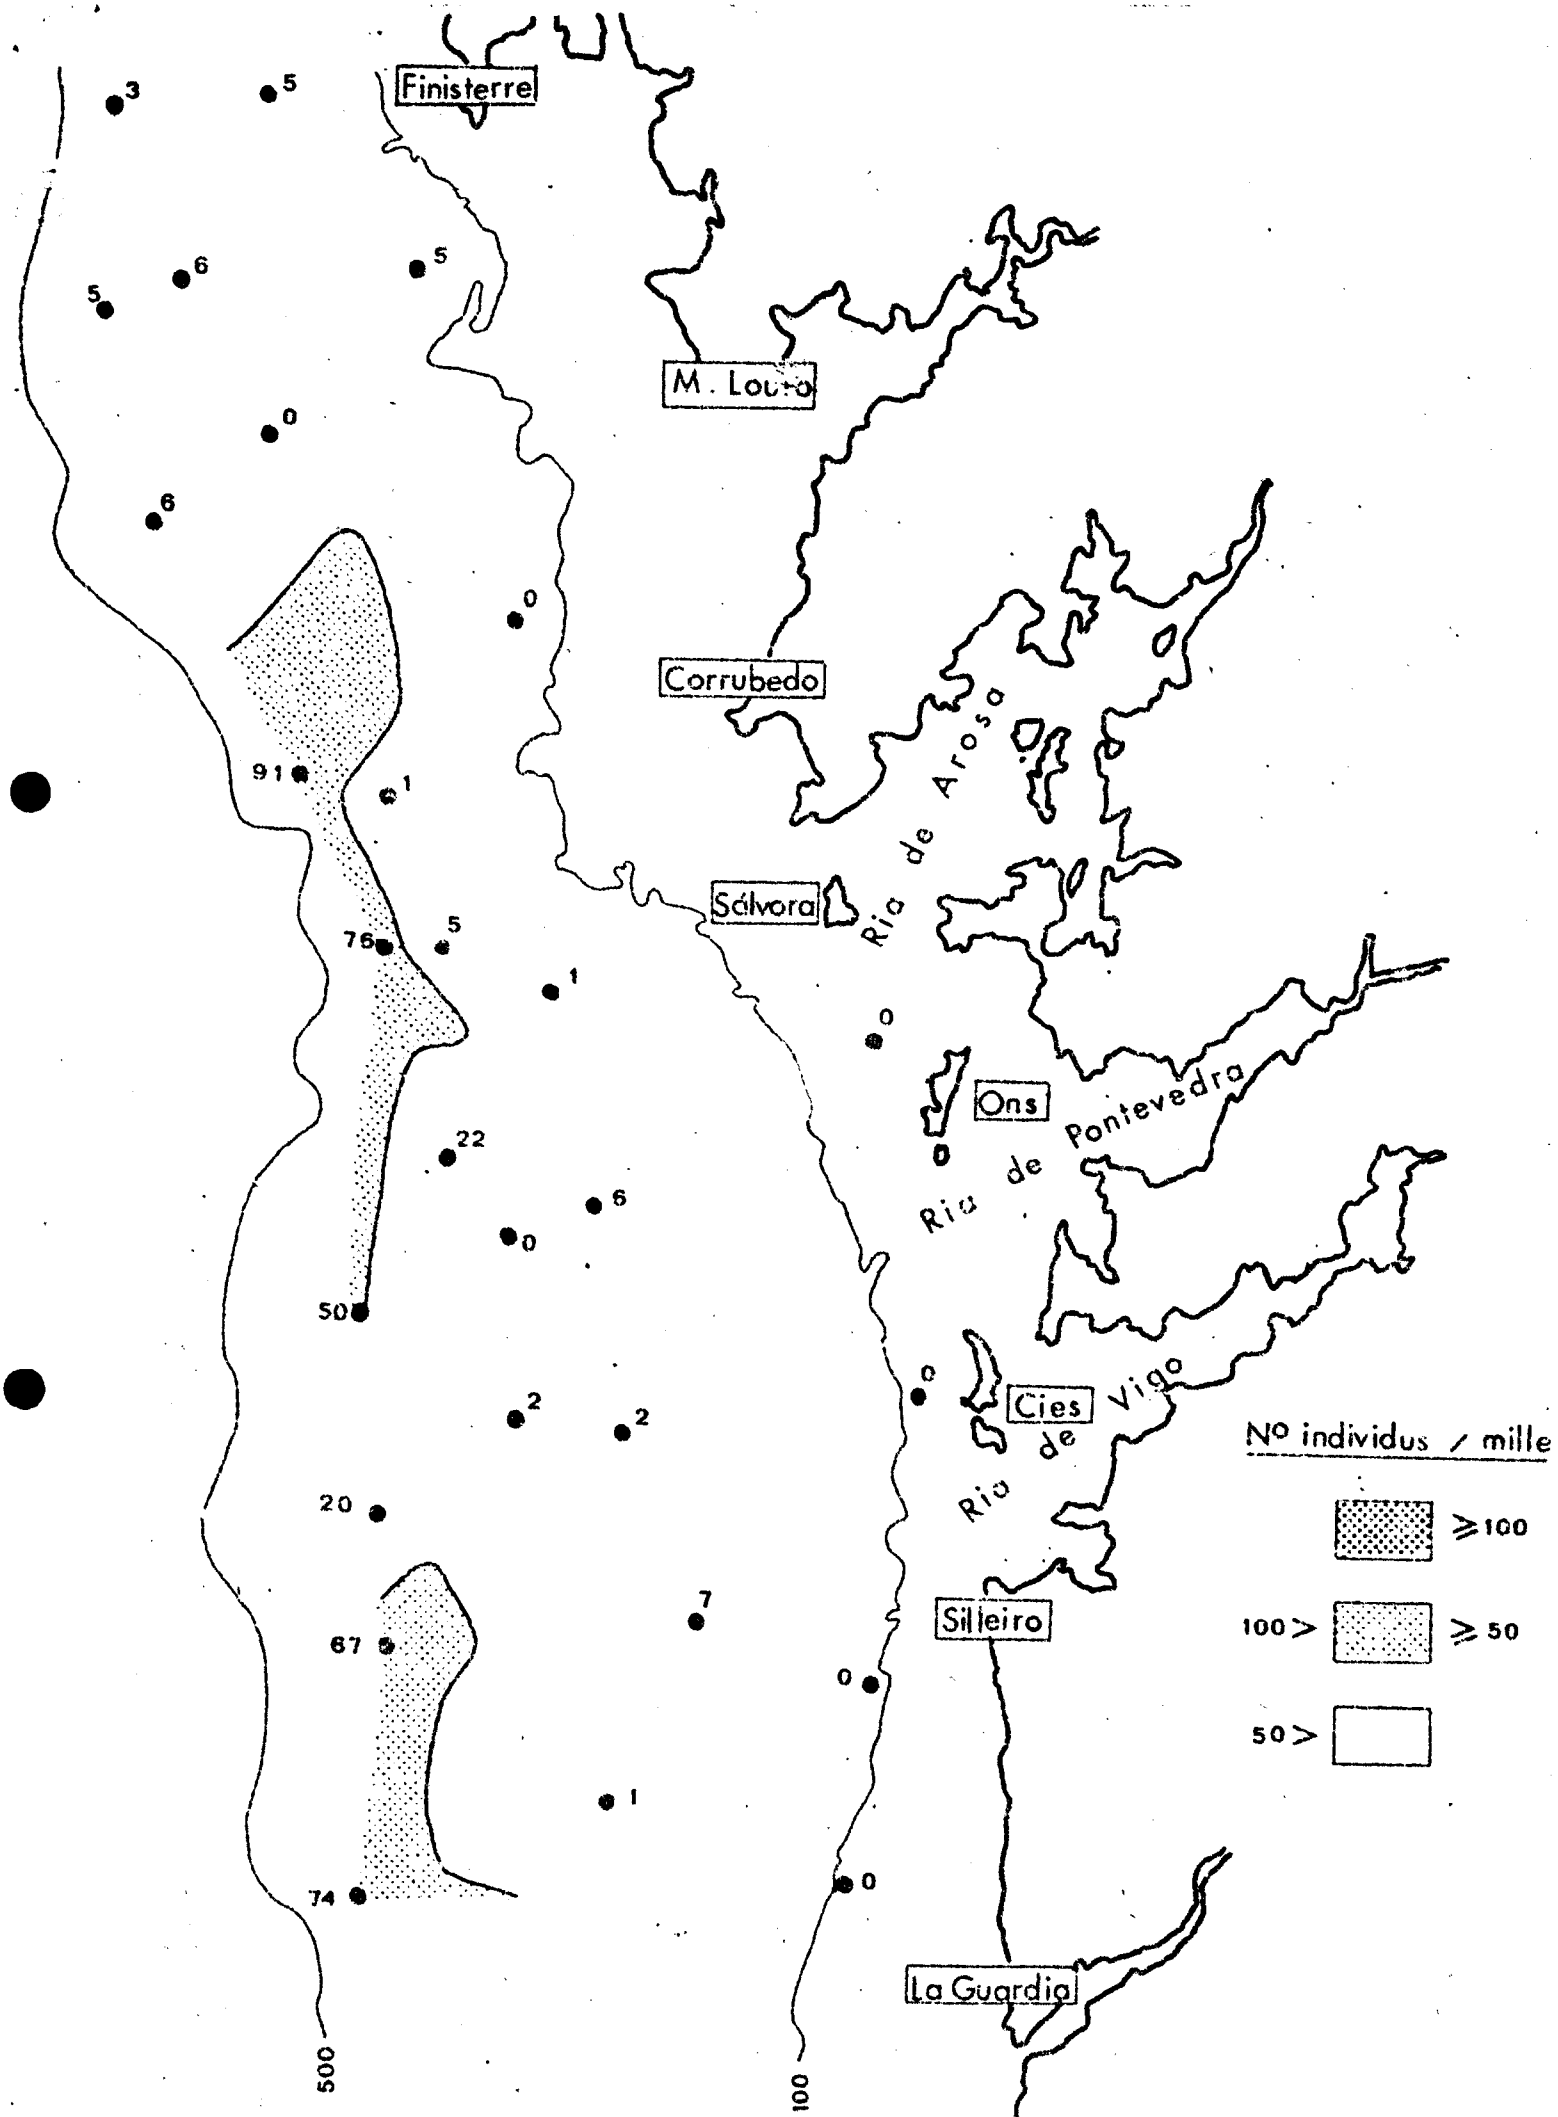 Finisterre
3
5
5
6
5
M. Louro
0
6
0
Corrubedo
91
1
Ria de Arosa
Sálvora
76
5
1
0
Ons
Ria de Pontevedra
22
6
0
50
0
Cies
Ria de Vigo
2
2
Nº individus / mille
20
≥100
7
Silleiro
100> ≥50
67
0
50>
1
74
0
La Guardia
500
100